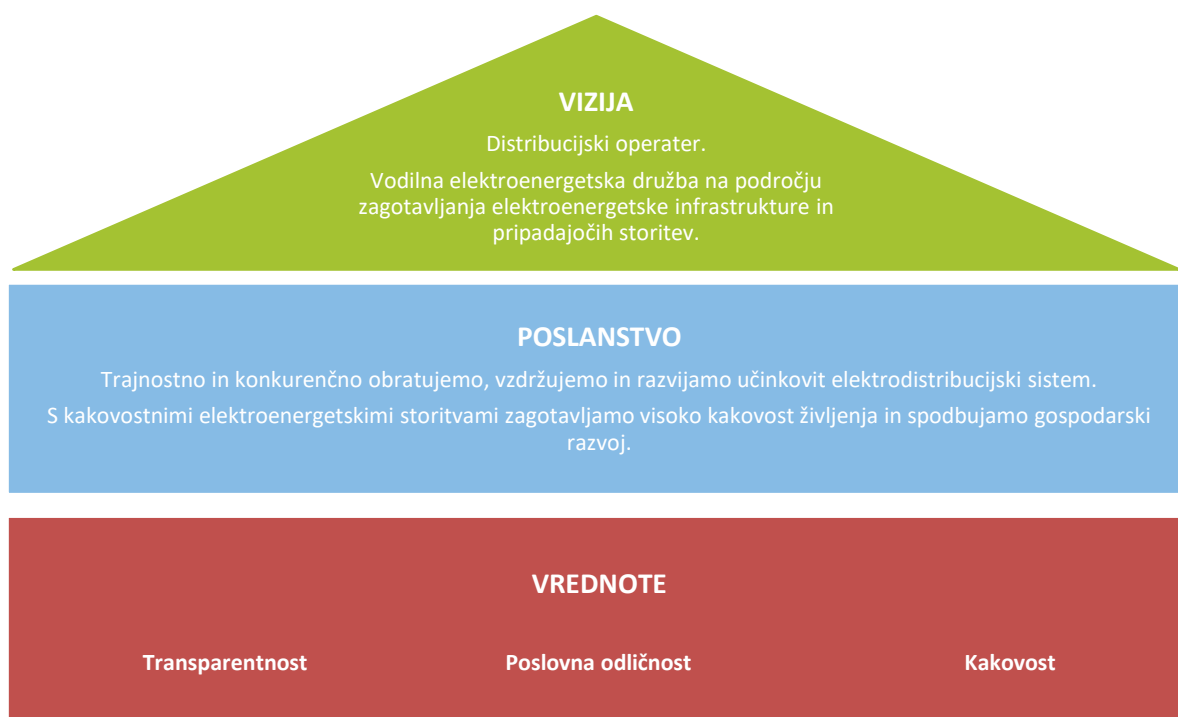 VIZIJA
Distribucijski operater.
Vodilna elektroenergetska družba na področju
zagotavljanja elektroenergetske infrastrukture in
pripadajočih storitev.
POSLANSTVO
Trajnostno in konkurenčno obratujemo, vzdržujemo in razvijamo učinkovit elektrodistribucijski sistem.
S kakovostnimi elektroenergetskimi storitvami zagotavljamo visoko kakovost življenja in spodbujamo gospodarski
razvoj.
VREDNOTE
Transparentnost Poslovna odličnost Kakovost